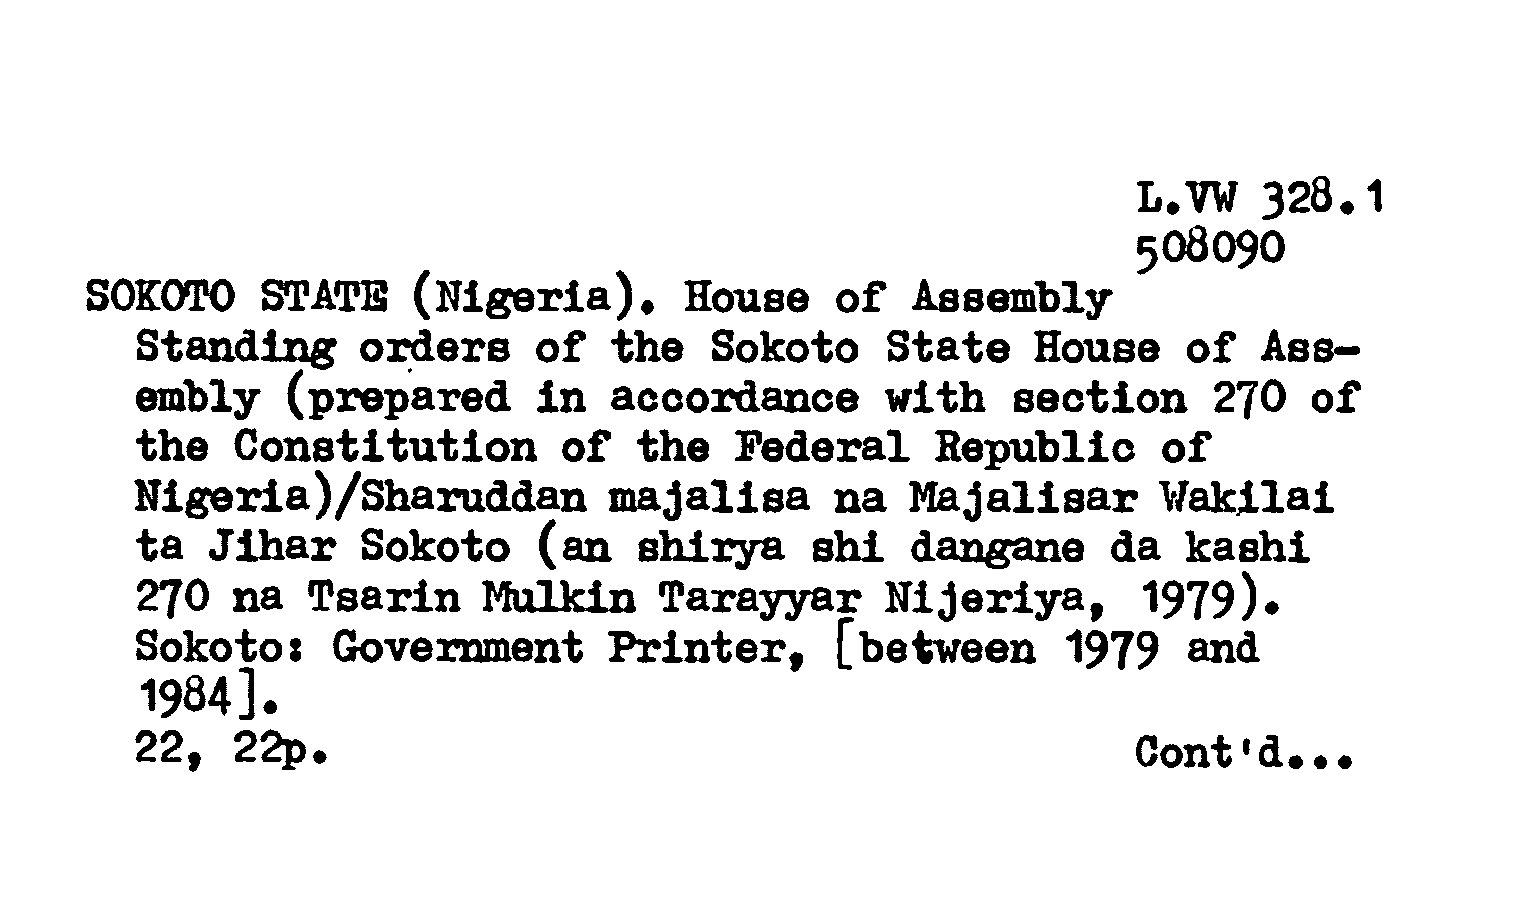 L.VW 328.1
508090
SOKOTO STATE (Nigeria). House of Assembly
Standing orders of the Sokoto State House of Ass-
embly (prepared in accordance with section 270 of
the Constitution of the Federal Republic of
Nigeria)/Sharuddan majalisa na Majalisar Wakilai
ta Jihar Sokoto (an shirya shi dangane da kashi
270 na Tsarin Mulkin Tarayyar Nijeriya, 1979).
Sokoto: Government Printer, [between 1979 and
1984].
22, 22p. Cont'd...